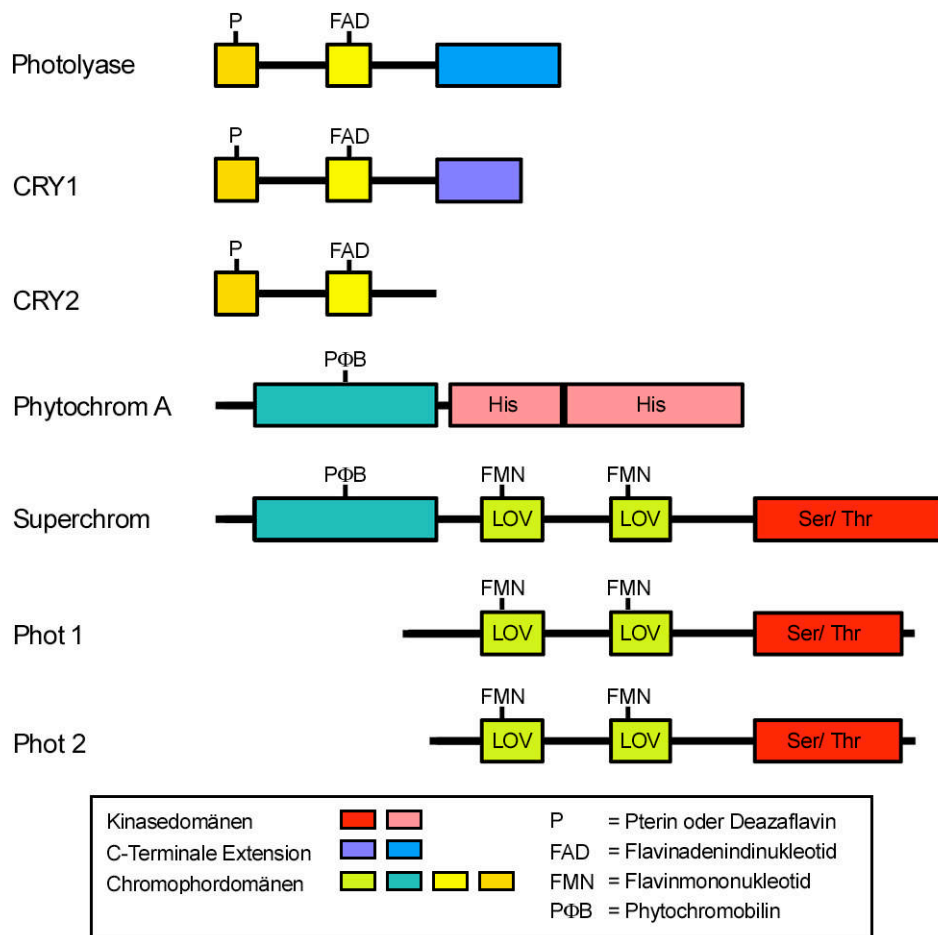 P FAD
Photolyase
P FAD
CRY1
P FAD
CRY2
PΦB
Phytochrom A His His
PΦB FMN FMN
Superchrom LOV LOV Ser/ Thr
FMN FMN
Phot 1 LOV LOV Ser/ Thr
FMN FMN
Phot 2 LOV LOV Ser/ Thr
Kinasedomänen
C-Terminale Extension
Chromophordomänen
P = Pterin oder Deazaflavin
FAD = Flavinadenindinukleotid
FMN = Flavinmononukleotid
PΦB = Phytochromobilin